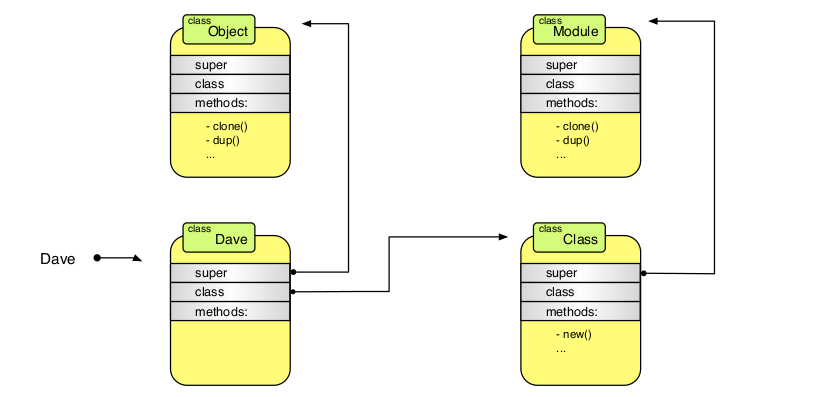 class
Object
super
class
methods:
- clone()
- dup()
...
class
Module
super
class
methods:
- clone()
- dup()
...
Dave
class
Dave
super
class
methods:
class
Class
super
class
methods:
- new()
...